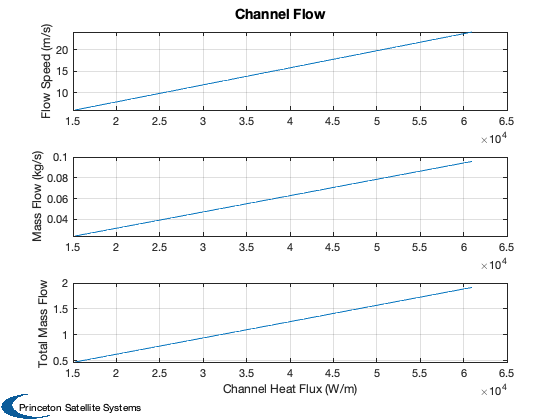 Channel Flow
Flow Speed (m/s)
20
15
10
1.5 2 2.5 3 3.5 4 4.5 5 5.5 6 6.5
×10^4
Mass Flow (kg/s)
0.1
0.08
0.06
0.04
1.5 2 2.5 3 3.5 4 4.5 5 5.5 6 6.5
×10^4
Total Mass Flow
2
1.5
1
0.5
1.5 2 2.5 3 3.5 4 4.5 5 5.5 6 6.5
Channel Heat Flux (W/m)
×10^4
Princeton Satellite Systems